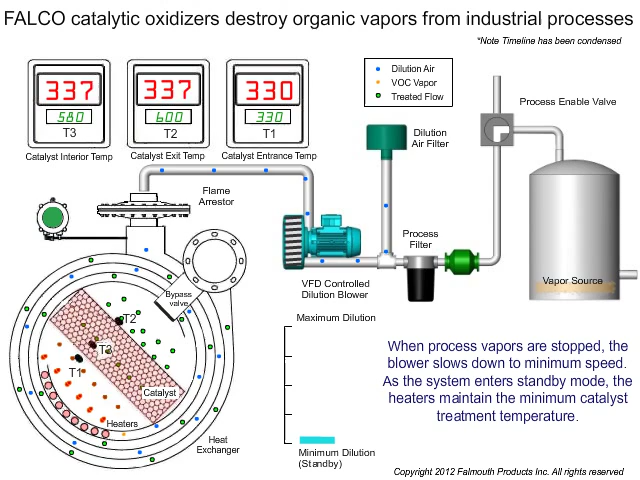 FALCO catalytic oxidizers destroy organic vapors from industrial processes
*Note Timeline has been condensed
337
580
T3
337
600
T2
330
330
T1
Catalyst Interior Temp
Catalyst Exit Temp
Catalyst Entrance Temp
Dilution Air
VOC Vapor
Treated Flow
Process Enable Valve
Dilution
Air Filter
Flame
Arrestor
Process
Filter
Vapor Source
VFD Controlled
Dilution Blower
Bypass
valve
T2
T3
T1
Catalyst
Heaters
Heat
Exchanger
Maximum Dilution
Minimum Dilution
(Standby)
When process vapors are stopped, the
blower slows down to minimum speed.
As the system enters standby mode, the
heaters maintain the minimum catalyst
treatment temperature.
Copyright 2012 Falmouth Products Inc. All rights reserved